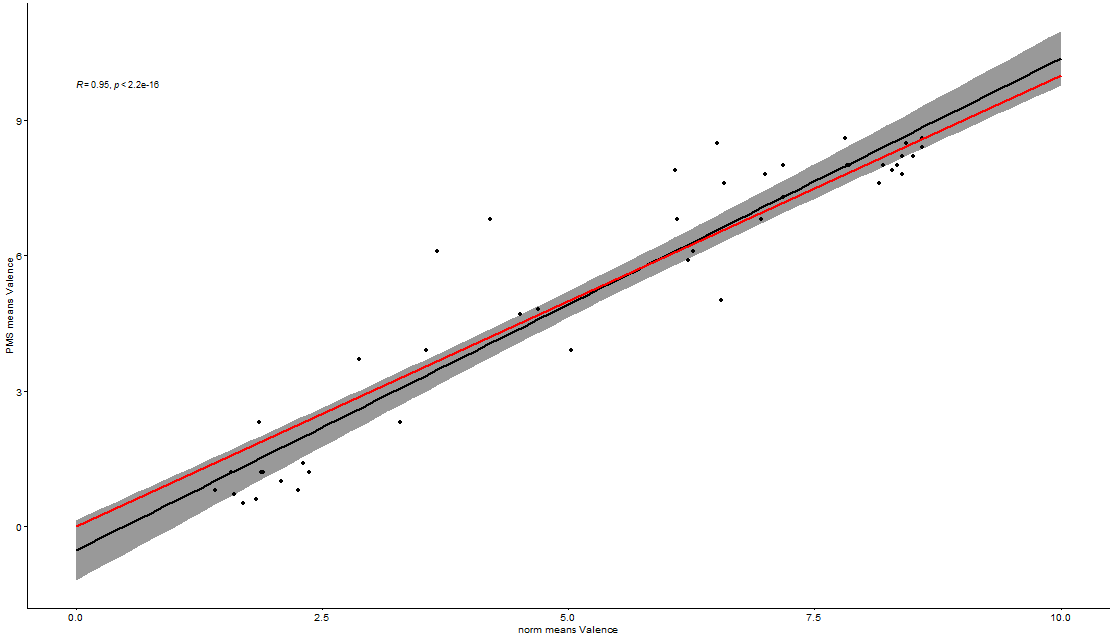 R = 0.95, p < 2.2e-16
9
6
3
0
PMS means Valence
0.0 2.5 5.0 7.5 10.0
norm means Valence